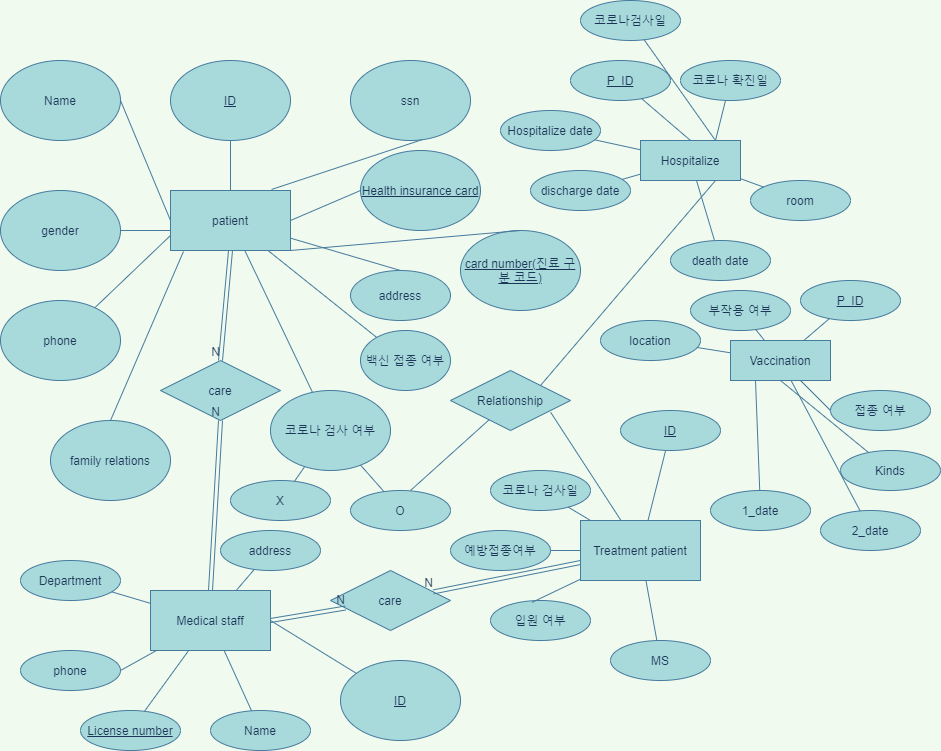 코로나검사일
P_ID
코로나 확진일
Name
ID
ssn
Hospitalize date
Hospitalize
Health insurance card
discharge date
room
patient
gender
death date
card number(진료 구
분 코드)
address
부작용 여부
P_ID
phone
location
Vaccination
N
백신 접종 여부
care
N
Relationship
접종 여부
코로나 검사 여부
ID
family relations
Kinds
코로나 검사일
X
O
1_date
2_date
address
예방접종여부
Treatment patient
Department
N
care
N
Medical staff
입원 여부
phone
MS
ID
License number
Name